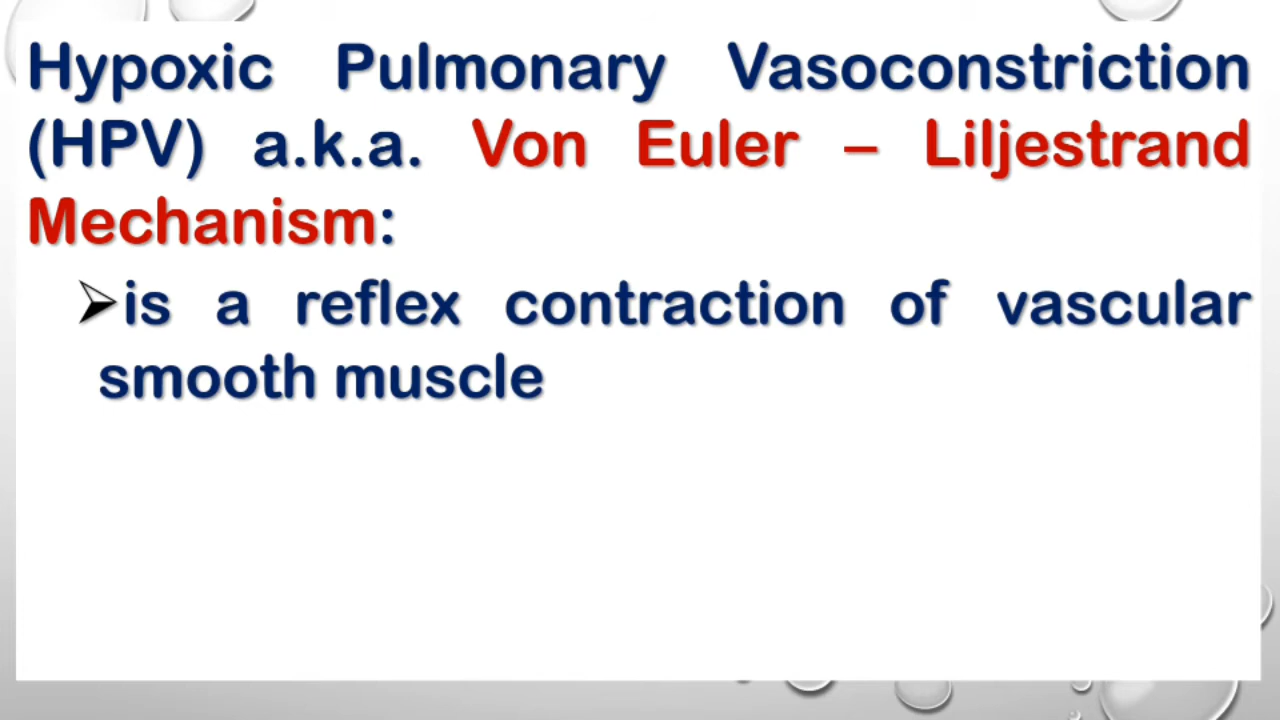 Hypoxic Pulmonary Vasoconstriction
(HPV) a.k.a. Von Euler – Liljestrand
Mechanism:
➢is a reflex contraction of vascular
smooth muscle